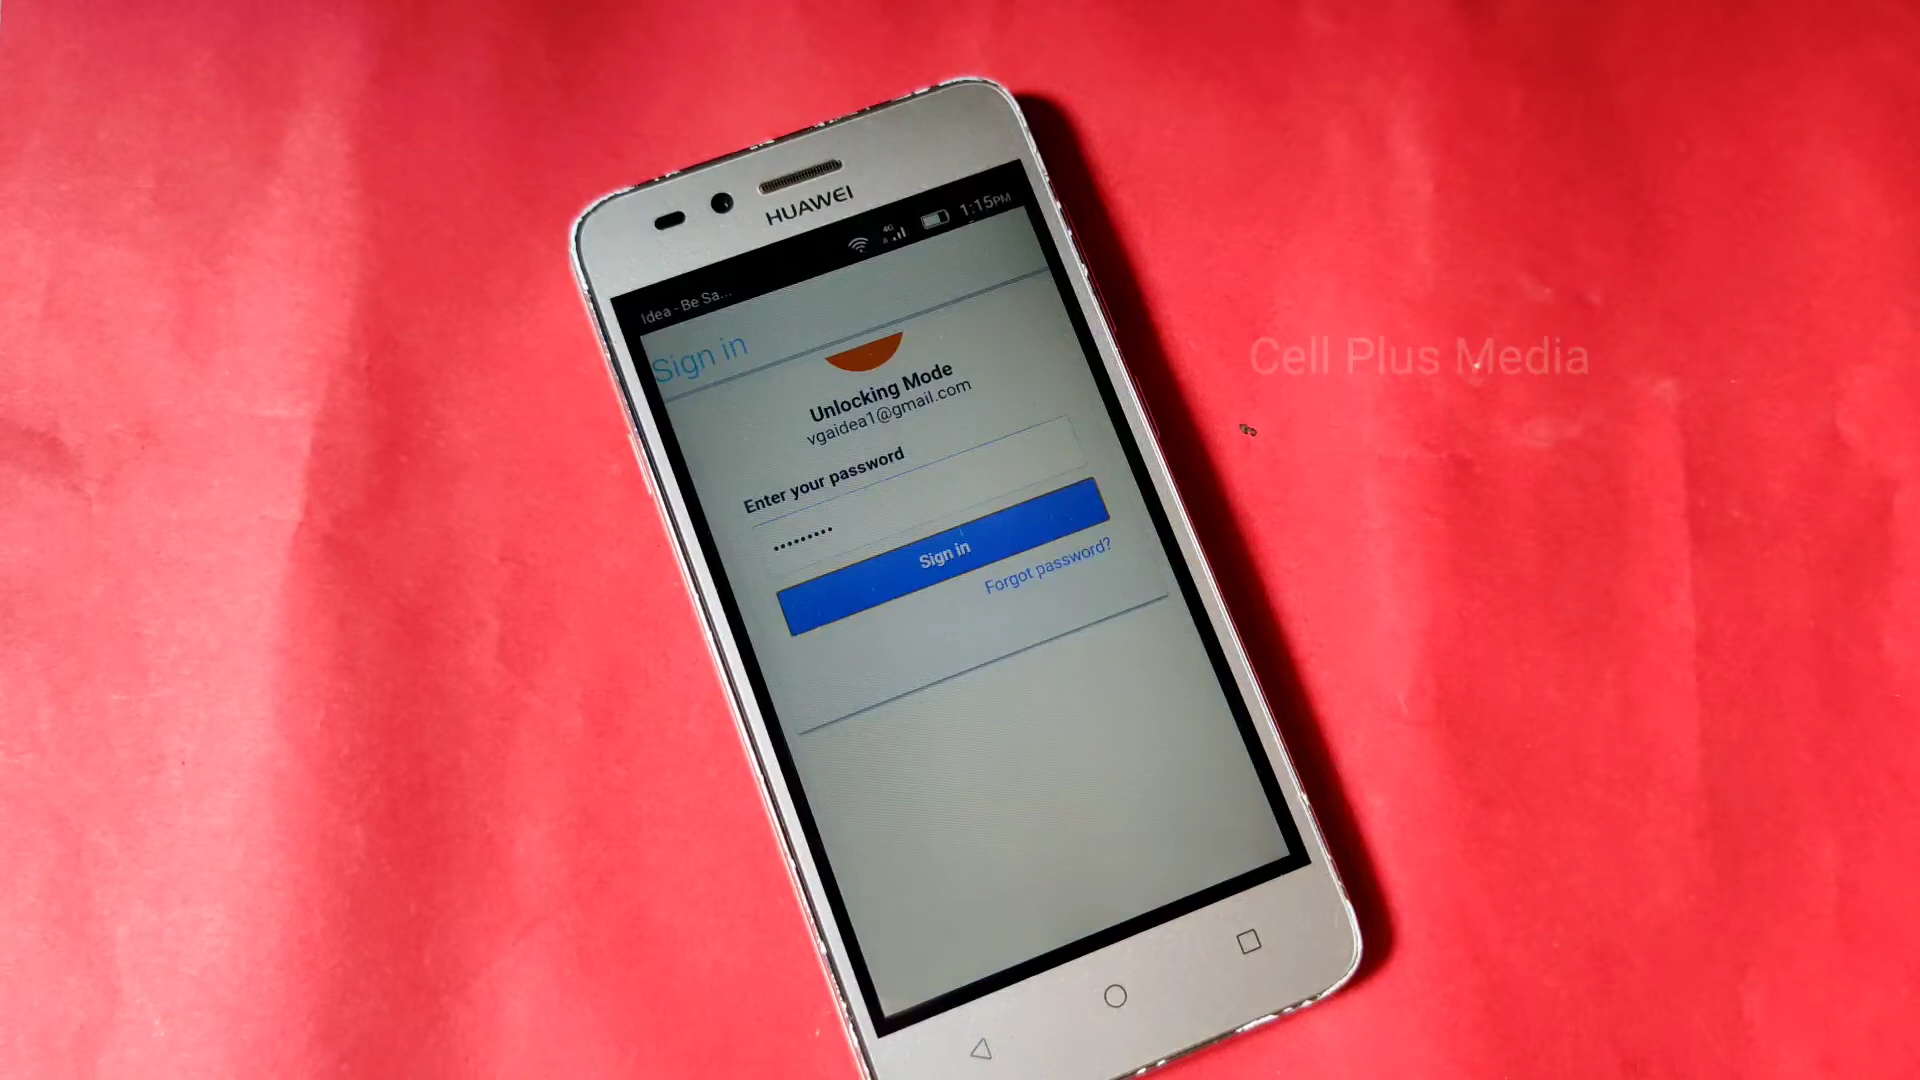 HUAWEI
Idea - Be Sa...
4G
1:15PM
Sign in
Unlocking Mode
vgaidea1@gmail.com
Enter your password
•••••••••
Sign in
Forgot password?
Cell Plus Media